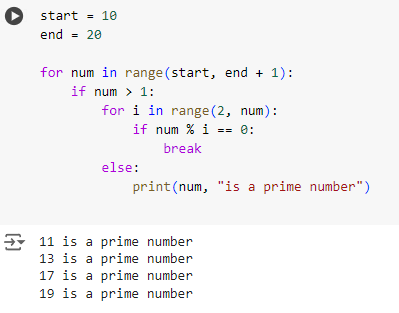 start = 10
end = 20
for num in range(start, end + 1):
    if num > 1:
        for i in range(2, num):
            if num % i == 0:
                break
        else:
            print(num, "is a prime number")
11 is a prime number
13 is a prime number
17 is a prime number
19 is a prime number